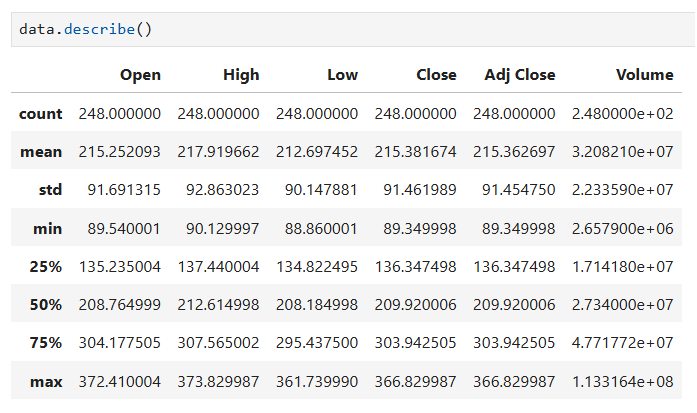 data.describe()
Open High Low Close Adj Close Volume
count 248.000000 248.000000 248.000000 248.000000 248.000000 2.480000e+02
mean 215.252093 217.919662 212.697452 215.381674 215.362697 3.208210e+07
std 91.691315 92.863023 90.147881 91.461989 91.454750 2.233590e+07
min 89.540001 90.129997 88.860001 89.349998 89.349998 2.657900e+06
25% 135.235004 137.440004 134.822495 136.347498 136.347498 1.714180e+07
50% 208.764999 212.614998 208.184998 209.920006 209.920006 2.734000e+07
75% 304.177505 307.565002 295.437500 303.942505 303.942505 4.771772e+07
max 372.410004 373.829987 361.739990 366.829987 366.829987 1.133164e+08